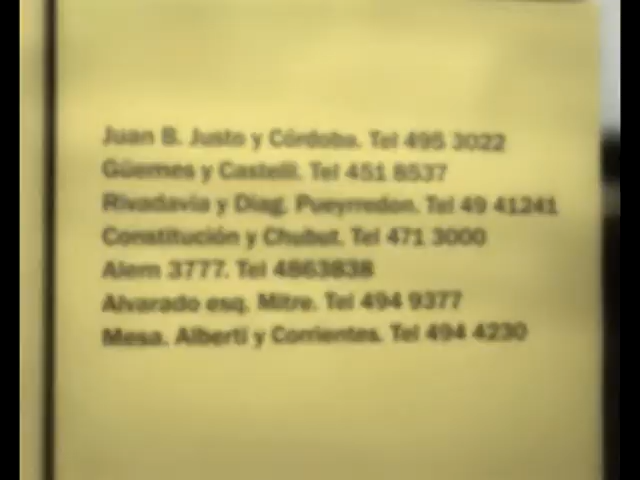 Juan B. Justo y Córdoba. Tel 495 3022
Güemes y Castelli. Tel 451 8537
Rivadavia y Diag. Pueyrredon. Tel 49 41241
Constitución y Chubut. Tel 471 3000
Alem 3777. Tel 4863838
Alvarado esq. Mitre. Tel 494 9377
Mesa. Alberti y Corrientes. Tel 494 4230